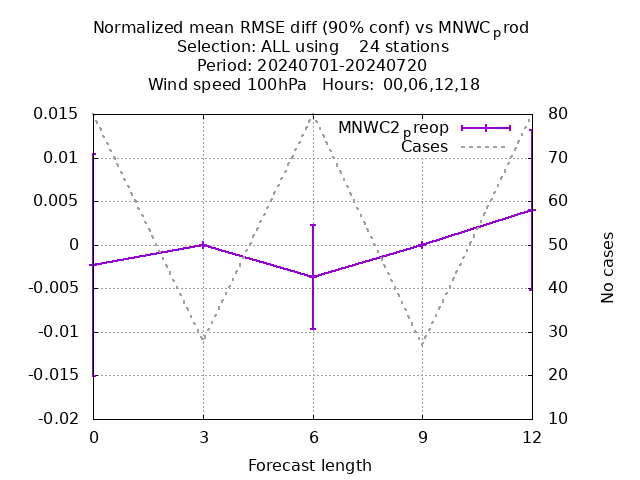 Normalized mean RMSE diff (90% conf) vs MNWCprod
Selection: ALL using    24 stations
Period: 20240701-20240720
Wind speed 100hPa   Hours: 00,06,12,18
0.015 80
MNWC2preop
Cases
0.01 70
0.005 60
0 50
-0.005 40
-0.01 30
-0.015 20
-0.02 10
No cases
0 3 6 9 12
Forecast length